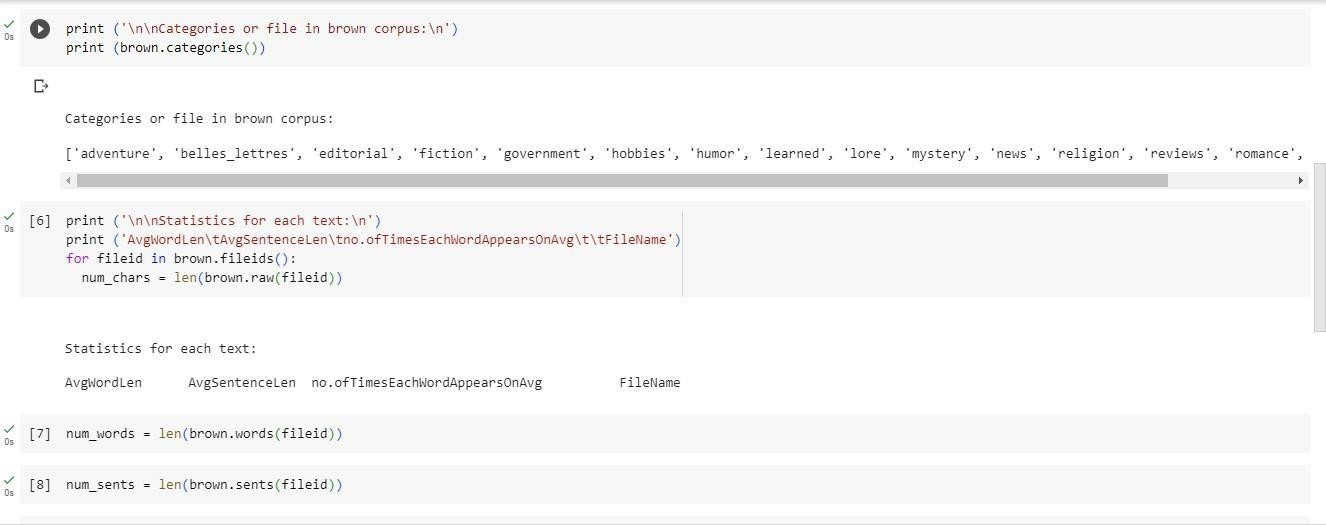 0s
print ('\n\nCategories or file in brown corpus:\n')
print (brown.categories())
Categories or file in brown corpus:
['adventure', 'belles_lettres', 'editorial', 'fiction', 'government', 'hobbies', 'humor', 'learned', 'lore', 'mystery', 'news', 'religion', 'reviews', 'romance',
0s
[6] print ('\n\nStatistics for each text:\n')
print ('AvgWordLen\tAvgSentenceLen\tno.ofTimesEachWordAppearsOnAvg\t\tFileName')
for fileid in brown.fileids():
num_chars = len(brown.raw(fileid))
Statistics for each text:
AvgWordLen AvgSentenceLen no.ofTimesEachWordAppearsOnAvg FileName
0s
[7] num_words = len(brown.words(fileid))
0s
[8] num_sents = len(brown.sents(fileid))